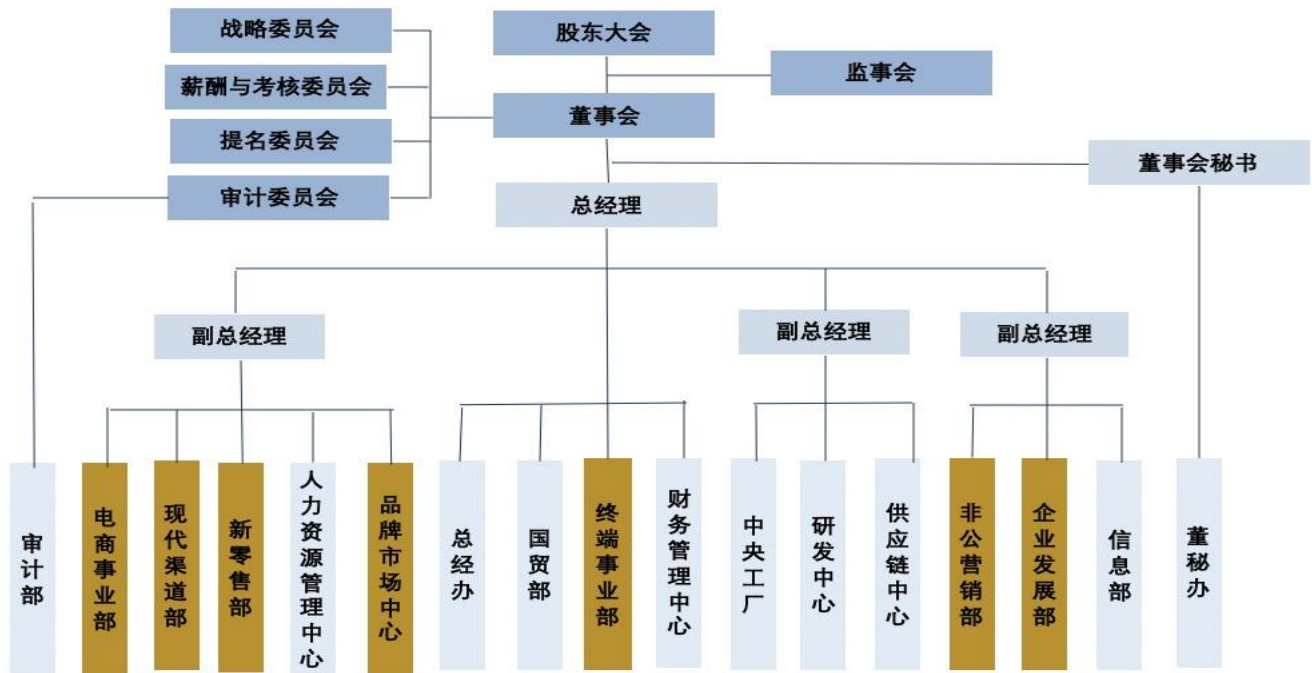 战略委员会
股东大会
薪酬与考核委员会
监事会
提名委员会
董事会
审计委员会
董事会秘书
总经理
副总经理
副总经理
副总经理
审计部
电商事业部
现代渠道部
新零售部
人力资源管理中心
品牌市场中心
总经办
国贸部
终端事业部
财务管理中心
中央工厂
研发中心
供应链中心
非公营销部
企业发展部
信息部
董秘办